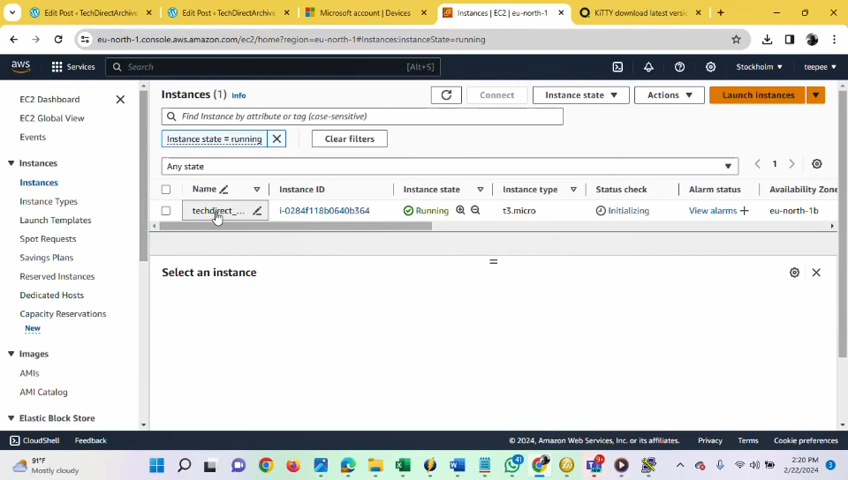 Edit Post ‹ TechDirectArchive
Edit Post ‹ TechDirectArchive
Microsoft account | Devices
Instances | EC2 | eu-north-1
KiTTY download latest versio
eu-north-1.console.aws.amazon.com/ec2/home?region=eu-north-1#Instances:instanceState=running
aws
Services
Search
[Alt+S]
Stockholm
teepee
EC2 Dashboard
EC2 Global View
Events
Instances
Instances
Instance Types
Launch Templates
Spot Requests
Savings Plans
Reserved Instances
Dedicated Hosts
Capacity Reservations
New
Images
AMIs
AMI Catalog
Elastic Block Store
Instances (1) Info
Connect
Instance state
Actions
Launch instances
Find Instance by attribute or tag (case-sensitive)
Instance state = running
Clear filters
Any state
1
Name
Instance ID
Instance state
Instance type
Status check
Alarm status
Availability Zone
techdirect_...
i-0284f118b0640b364
Running
t3.micro
Initializing
View alarms
eu-north-1b
Select an instance
CloudShell
Feedback
© 2024, Amazon Web Services, Inc. or its affiliates.
Privacy
Terms
Cookie preferences
91°F
Mostly cloudy
41
9+
2:20 PM
2/22/2024
3